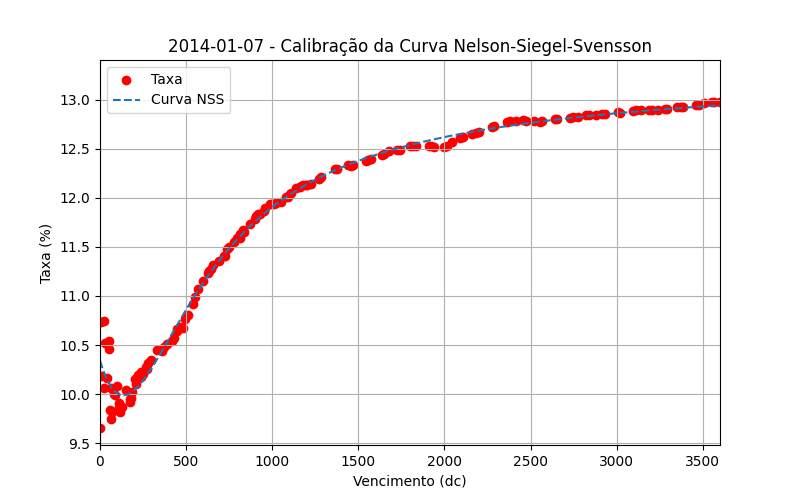 2014-01-07 - Calibração da Curva Nelson-Siegel-Svensson
Taxa
Curva NSS
Taxa (%)
13.0
12.5
12.0
11.5
11.0
10.5
10.0
9.5
0 500 1000 1500 2000 2500 3000 3500
Vencimento (dc)